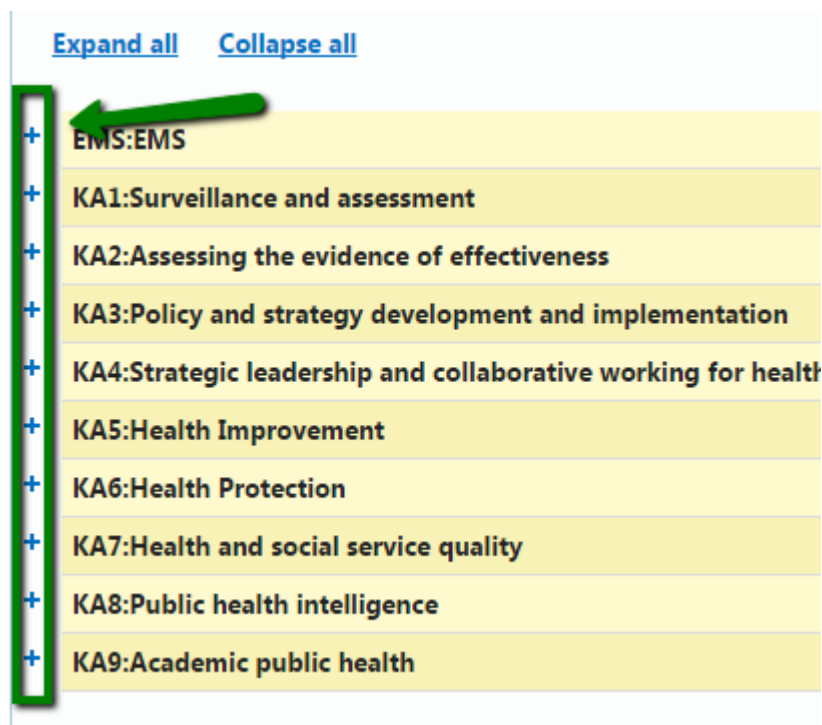 Expand all Collapse all
+ EMS:EMS
+ KA1:Surveillance and assessment
+ KA2:Assessing the evidence of effectiveness
+ KA3:Policy and strategy development and implementation
+ KA4:Strategic leadership and collaborative working for health
+ KA5:Health Improvement
+ KA6:Health Protection
+ KA7:Health and social service quality
+ KA8:Public health intelligence
+ KA9:Academic public health